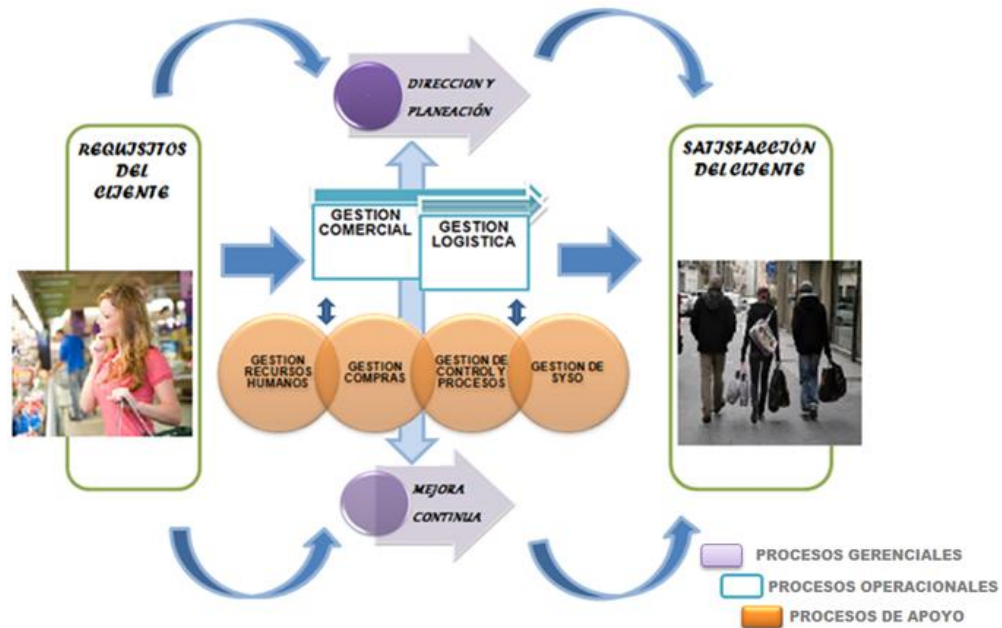 DIRECCION Y
PLANEACIÓN
REQUISITOS
DEL
CLIENTE
SATISFACCIÓN
DEL CLIENTE
GESTION
COMERCIAL
GESTION
LOGISTICA
GESTION
RECURSOS
HUMANOS
GESTION
COMPRAS
GESTION DE
CONTROL Y
PROCESOS
GESTION DE
SYSO
MEJORA
CONTINUA
PROCESOS GERENCIALES
PROCESOS OPERACIONALES
PROCESOS DE APOYO